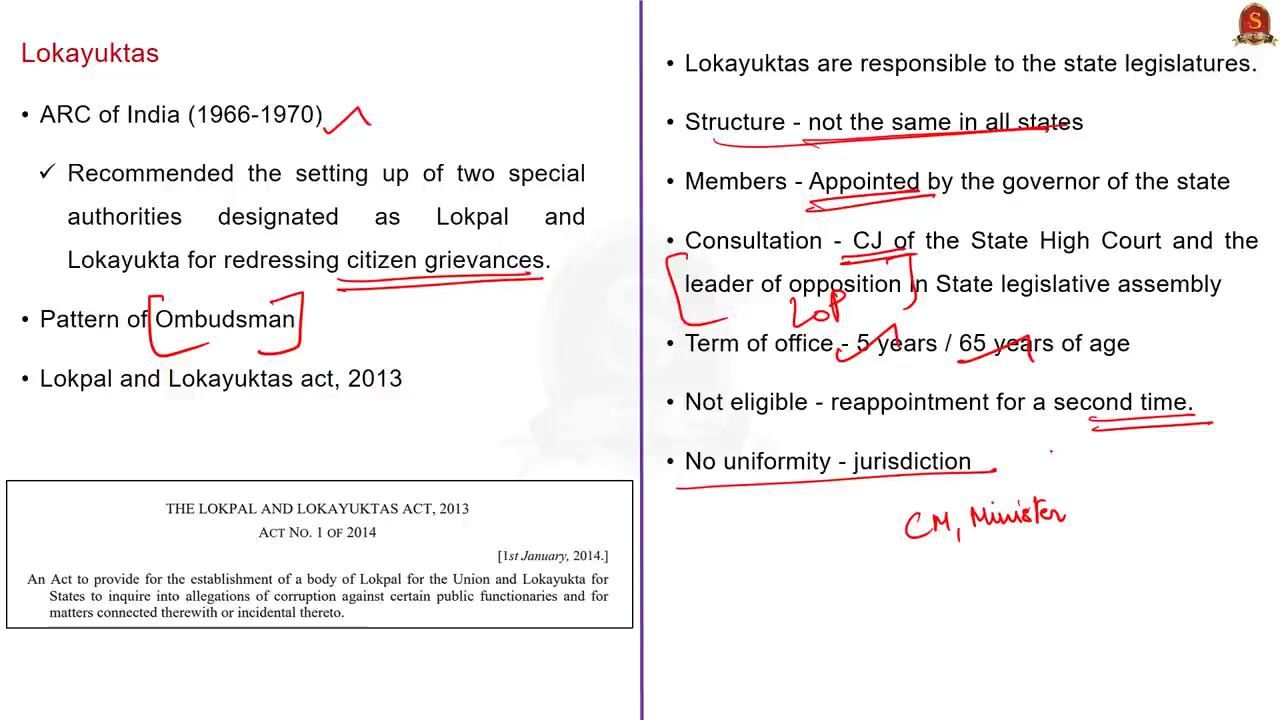 Lokayuktas
• ARC of India (1966-1970)
✓ Recommended the setting up of two special
authorities designated as Lokpal and
Lokayukta for redressing citizen grievances.
• Pattern of Ombudsman
• Lokpal and Lokayuktas act, 2013
THE LOKPAL AND LOKAYUKTAS ACT, 2013
ACT NO. 1 OF 2014
[1st January, 2014.]
An Act to provide for the establishment of a body of Lokpal for the Union and Lokayukta for
States to inquire into allegations of corruption against certain public functionaries and for
matters connected therewith or incidental thereto.
S
• Lokayuktas are responsible to the state legislatures.
• Structure - not the same in all states
• Members - Appointed by the governor of the state
• Consultation - CJ of the State High Court and the
leader of opposition in State legislative assembly
LOP
• Term of office - 5 years / 65 years of age
• Not eligible - reappointment for a second time.
• No uniformity - jurisdiction
CM, Minister